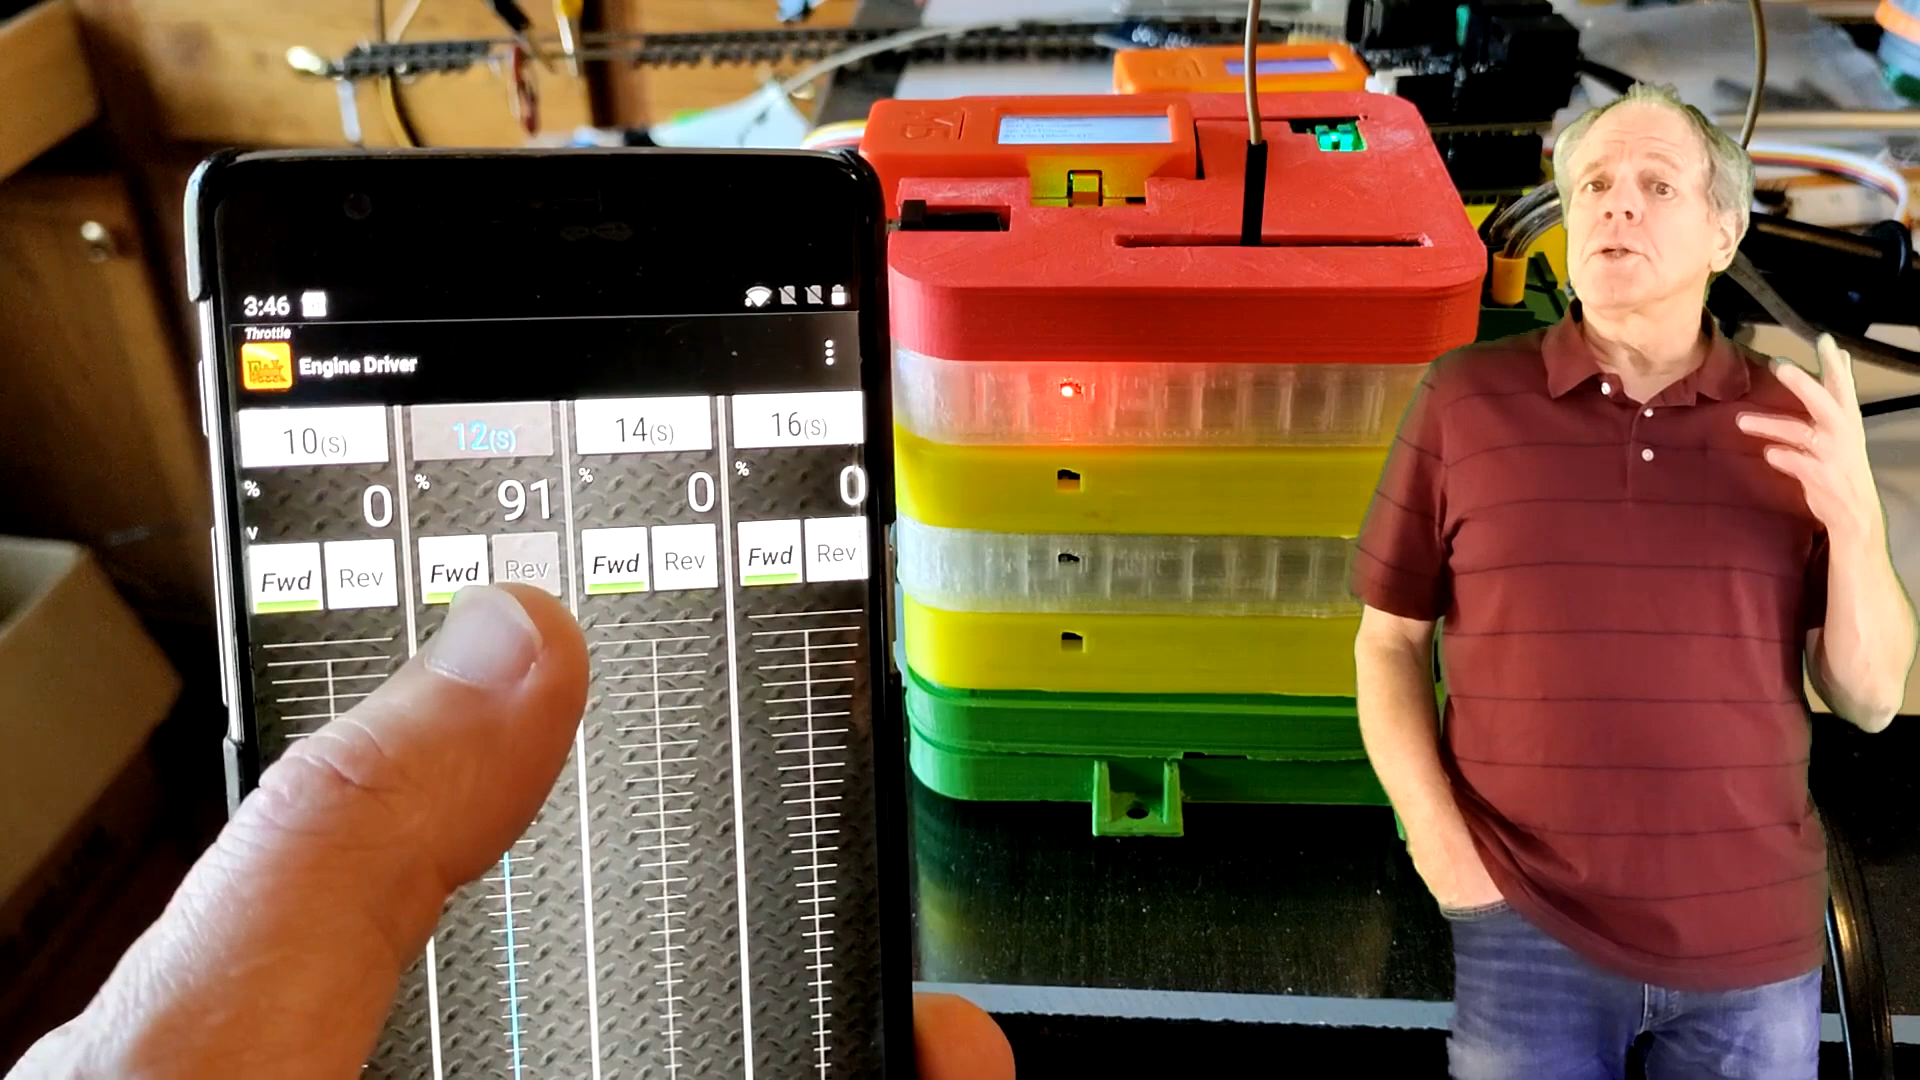 3:46
Throttle
Engine Driver
10(S) 12(S) 14(S) 16(S)
% 0 % 91 % 0 % 0
v
Fwd Rev Fwd Rev Fwd Rev Fwd Rev